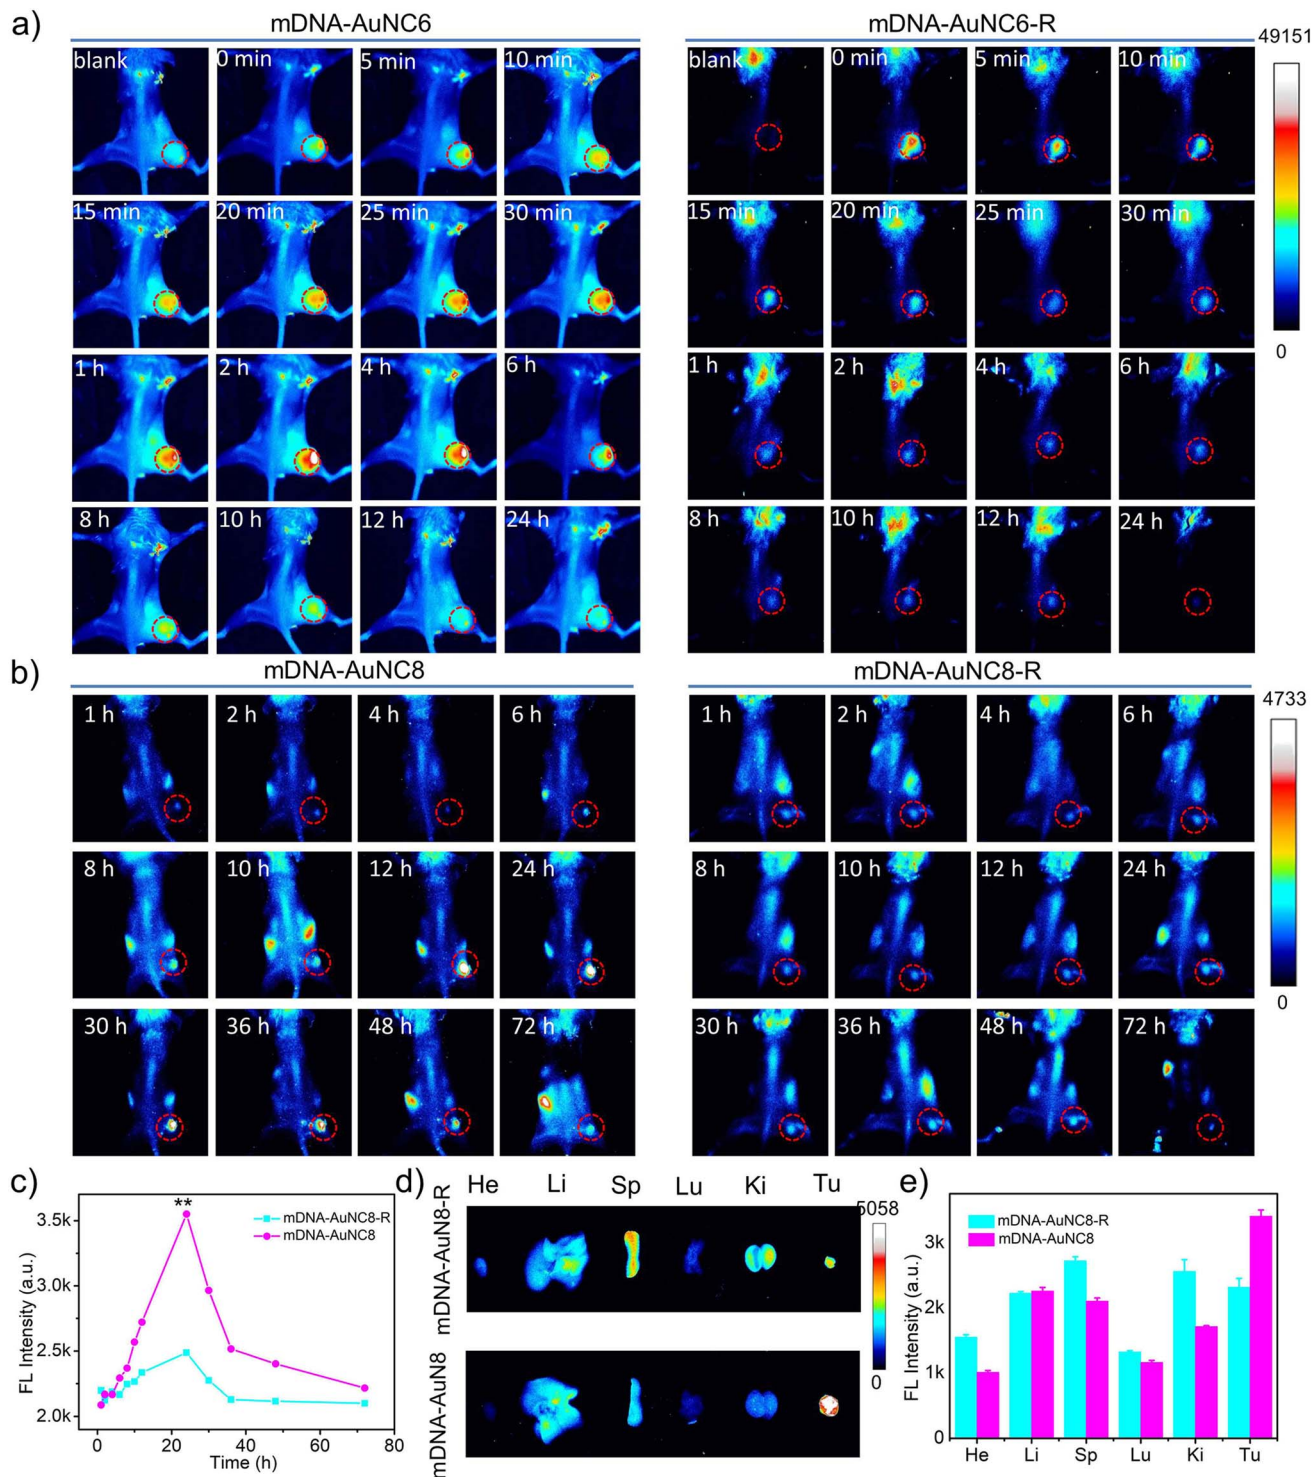 a)
mDNA-AuNC6
mDNA-AuNC6-R
49151
blank 0 min 5 min 10 min
blank 0 min 5 min 10 min
15 min 20 min 25 min 30 min
15 min 20 min 25 min 30 min
0
1 h 2 h 4 h 6 h
1 h 2 h 4 h 6 h
8 h 10 h 12 h 24 h
8 h 10 h 12 h 24 h
b)
mDNA-AuNC8
mDNA-AuNC8-R
4733
1 h 2 h 4 h 6 h
1 h 2 h 4 h 6 h
8 h 10 h 12 h 24 h
8 h 10 h 12 h 24 h
0
30 h 36 h 48 h 72 h
30 h 36 h 48 h 72 h
c)
**
mDNA-AuNC8-R
mDNA-AuNC8
3.5k
3.0k
2.5k
2.0k
FL Intensity (a.u.)
0 20 40 60 80
Time (h)
d)
He Li Sp Lu Ki Tu
mDNA-AuN8-R
mDNA-AuN8
5058
0
e)
mDNA-AuNC8-R
mDNA-AuNC8
3k
2k
1k
0
FL Intensity (a.u.)
He Li Sp Lu Ki Tu